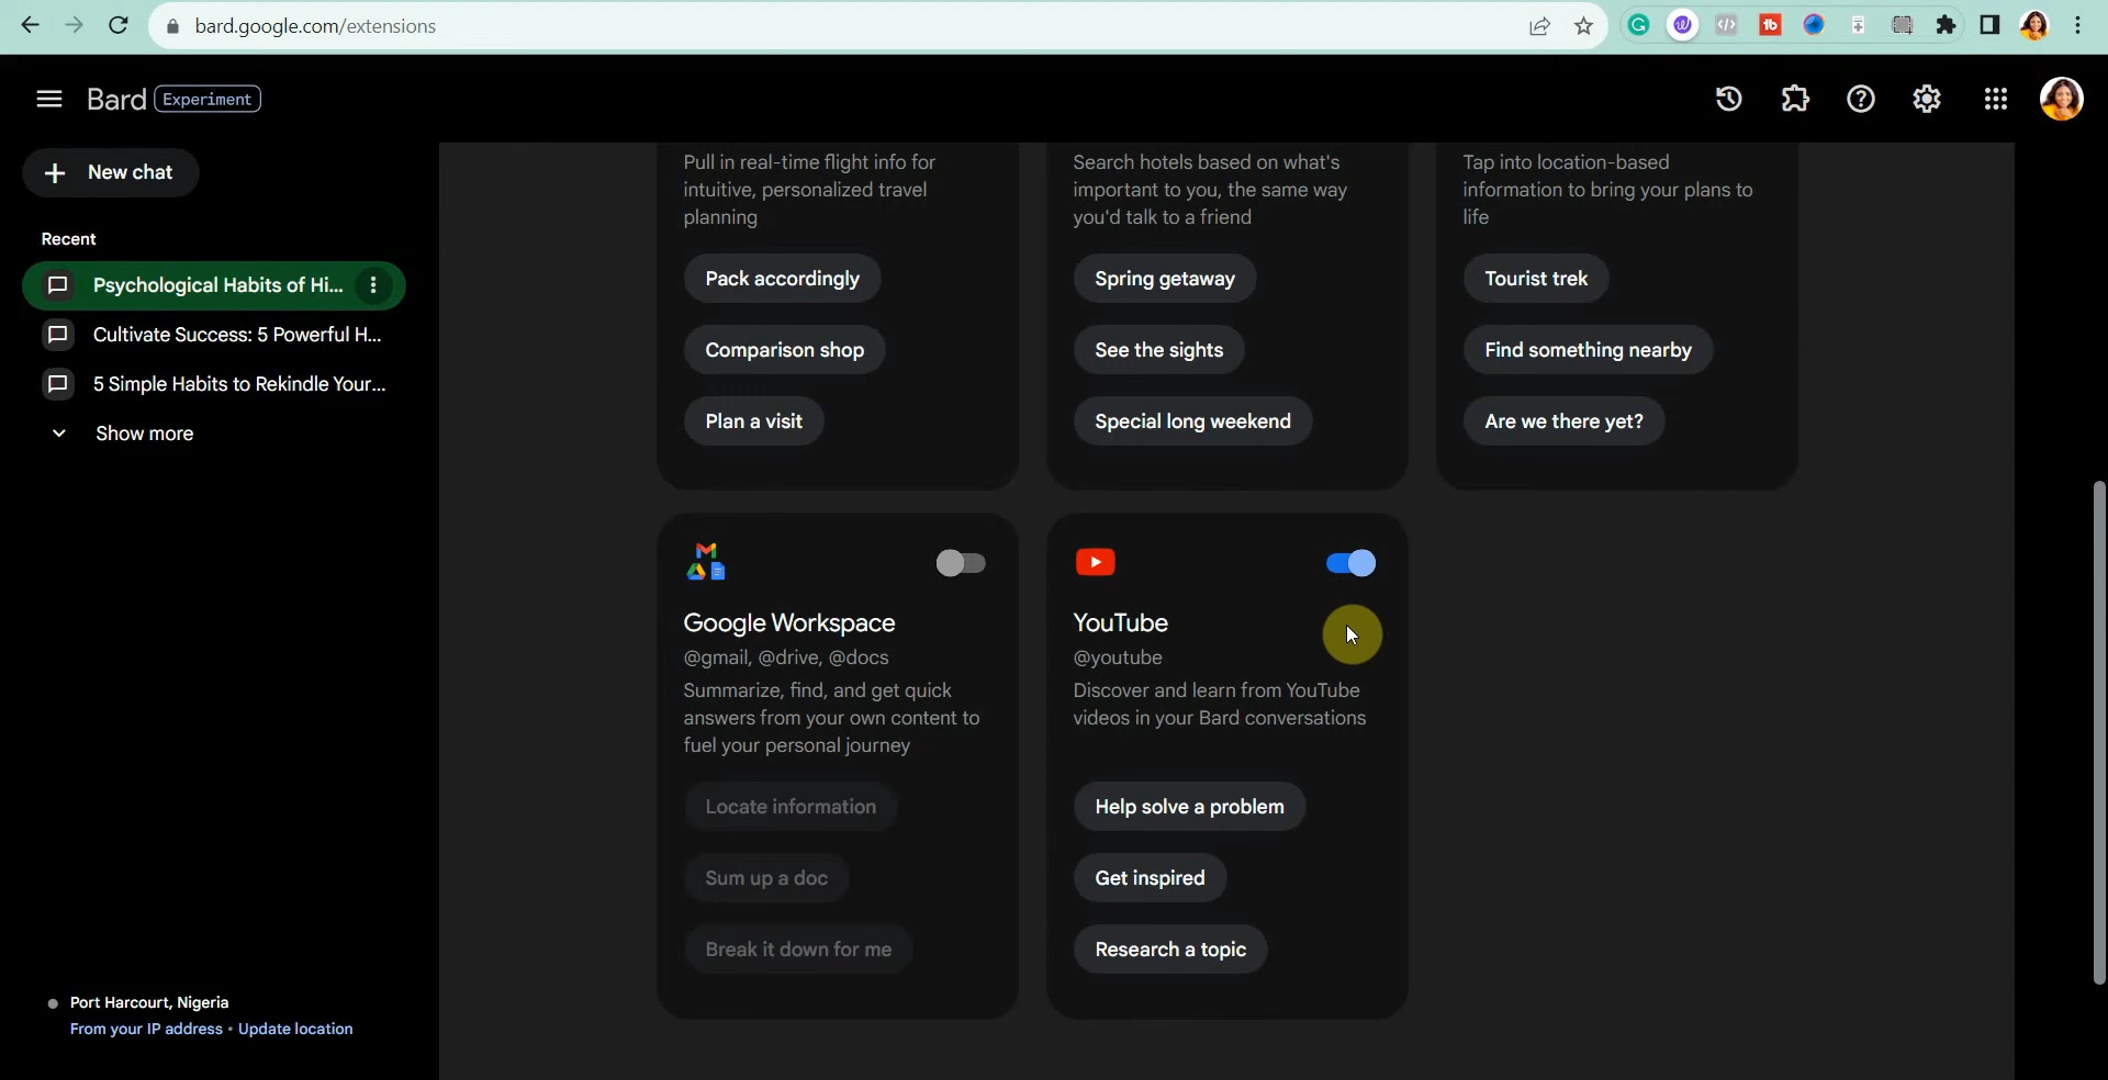 bard.google.com/extensions
Bard Experiment
New chat
Recent
Psychological Habits of Hi...
Cultivate Success: 5 Powerful H...
5 Simple Habits to Rekindle Your...
Show more
Port Harcourt, Nigeria
From your IP address • Update location
Pull in real-time flight info for
intuitive, personalized travel
planning
Pack accordingly
Comparison shop
Plan a visit
Search hotels based on what's
important to you, the same way
you'd talk to a friend
Spring getaway
See the sights
Special long weekend
Tap into location-based
information to bring your plans to
life
Tourist trek
Find something nearby
Are we there yet?
Google Workspace
@gmail, @drive, @docs
Summarize, find, and get quick
answers from your own content to
fuel your personal journey
Locate information
Sum up a doc
Break it down for me
YouTube
@youtube
Discover and learn from YouTube
videos in your Bard conversations
Help solve a problem
Get inspired
Research a topic